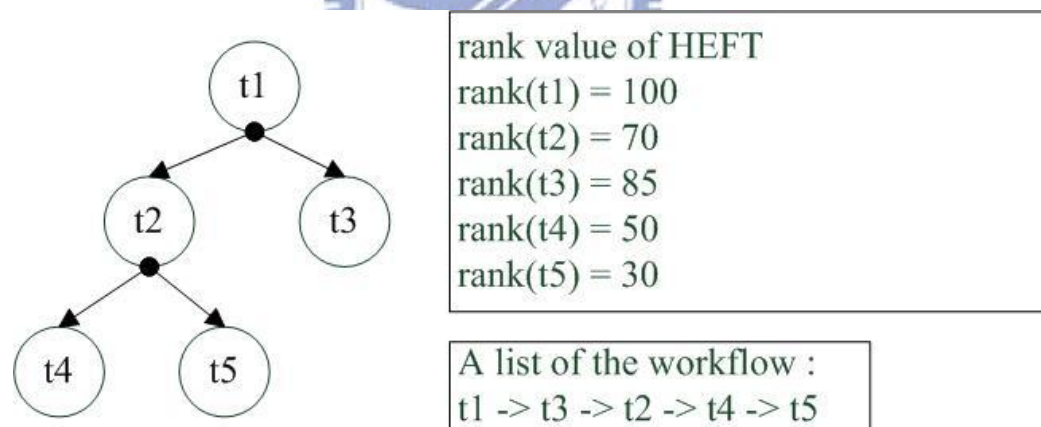 t1
t2
t3
t4
t5
rank value of HEFT
rank(t1) = 100
rank(t2) = 70
rank(t3) = 85
rank(t4) = 50
rank(t5) = 30
A list of the workflow :
t1 -> t3 -> t2 -> t4 -> t5